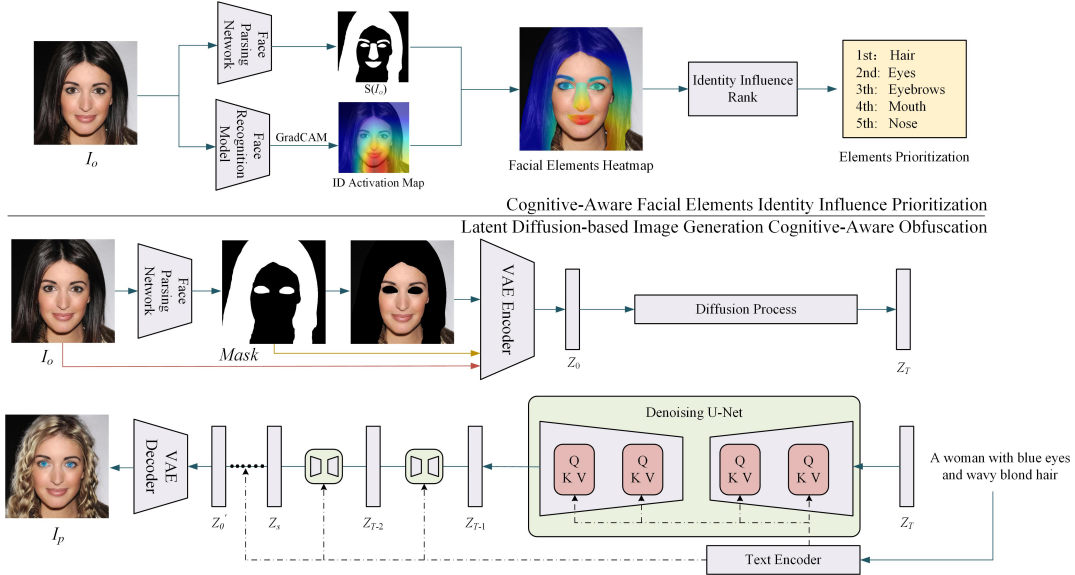 Face
Parsing
Network
S(I_o)
I_o
Face
Recognition
Model
GradCAM
ID Activation Map
Facial Elements Heatmap
Identity Influence
Rank
1st: Hair
2nd: Eyes
3th: Eyebrows
4th: Mouth
5th: Nose
Elements Prioritization
Cognitive-Aware Facial Elements Identity Influence Prioritization
Latent Diffusion-based Image Generation Cognitive-Aware Obfuscation
I_o
Face
Parsing
Network
Mask
VAE Encoder
Z_0
Diffusion Process
Z_T
I_p
VAE
Decoder
Z_0'
Z_s
Z_{T-2}
Z_{T-1}
Denoising U-Net
Q
K V
Q
K V
Q
K V
Q
K V
Z_T
A woman with blue eyes
and wavy blond hair
Text Encoder